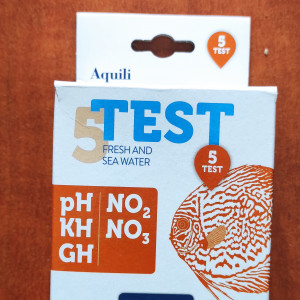 5
TEST
Aquili
5 TEST
FRESH AND
SEA WATER
5
TEST
pH NO₂
KH NO₃
GH